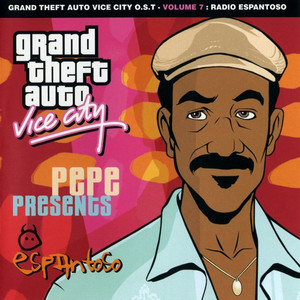 GRAND THEFT AUTO VICE CITY O.S.T - VOLUME 7 : RADIO ESPANTOSO
grand
theft
auto
vice city
PEPE
PRESENTS
espantoso